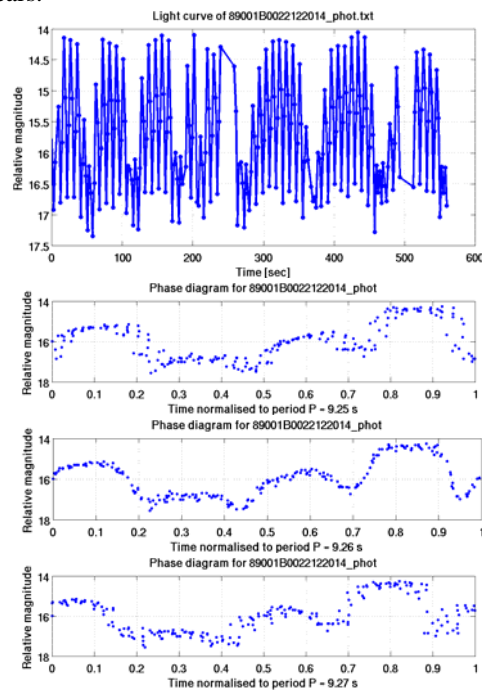 ears.
Light curve of 89001B0022122014_phot.txt
14
14.5
15
15.5
16
16.5
17
17.5
Relative magnitude
0 100 200 300 400 500 600
Time [sec]
Phase diagram for 89001B0022122014_phot
14
16
18
Relative magnitude
0 0.1 0.2 0.3 0.4 0.5 0.6 0.7 0.8 0.9 1
Time normalised to period P - 9.25 s
Phase diagram for 89001B0022122014_phot
14
16
18
Relative magnitude
0 0.1 0.2 0.3 0.4 0.5 0.6 0.7 0.8 0.9 1
Time normalised to period P - 9.26 s
Phase diagram for 89001B0022122014_phot
14
16
18
Relative magnitude
0 0.1 0.2 0.3 0.4 0.5 0.6 0.7 0.8 0.9 1
Time normalised to period P - 9.27 s